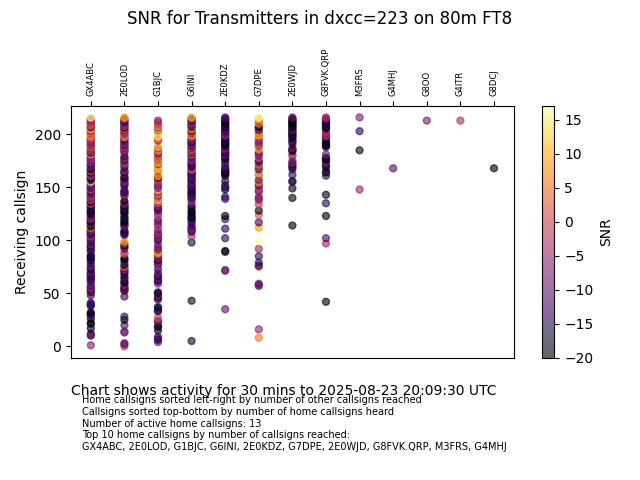 SNR for Transmitters in dxcc=223 on 80m FT8
GX4ABC 2E0LOD G1BJC G6INI 2E0KDZ G7DPE 2E0WJD G8FVK.QRP M3FRS G4MHJ G8OO G4ITR G8DCJ
200
150
100
50
0
Receiving callsign
15
10
5
0
−5
−10
−15
−20
SNR
Chart shows activity for 30 mins to 2025-08-23 20:09:30 UTC
Home callsigns sorted left-right by number of other callsigns reached
Callsigns sorted top-bottom by number of home callsigns heard
Number of active home callsigns: 13
Top 10 home callsigns by number of callsigns reached:
GX4ABC, 2E0LOD, G1BJC, G6INI, 2E0KDZ, G7DPE, 2E0WJD, G8FVK.QRP, M3FRS, G4MHJ